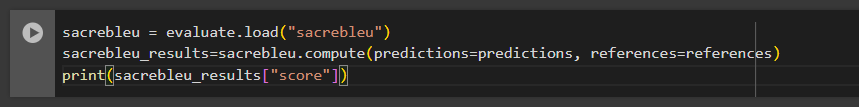 sacrebleu = evaluate.load("sacrebleu")
sacrebleu_results=sacrebleu.compute(predictions=predictions, references=references)
print(sacrebleu_results["score"])